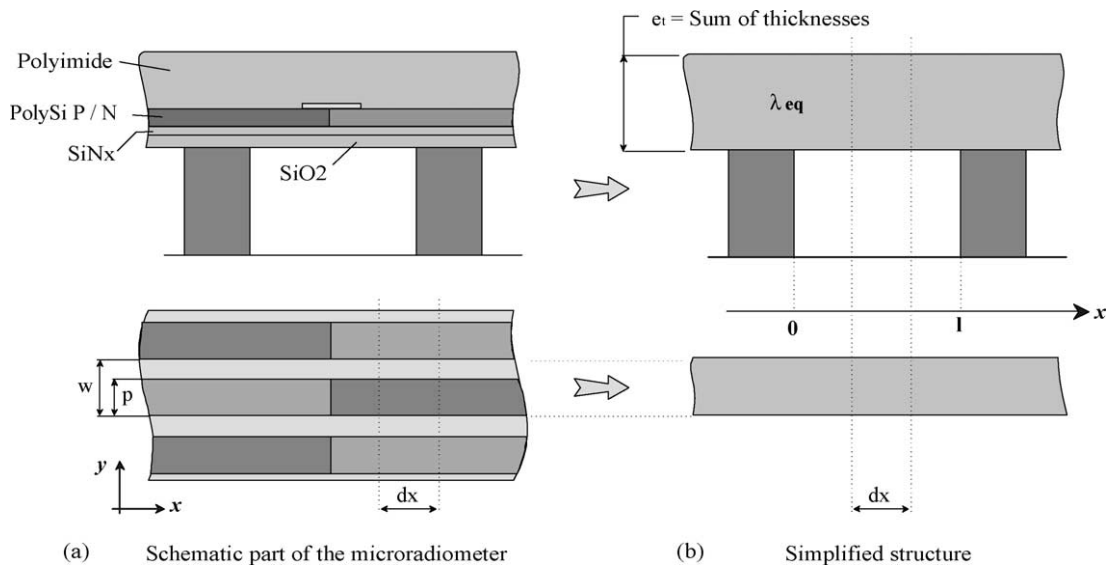 eₜ = Sum of thicknesses
Polyimide
PolySi P / N
SiNx
SiO2
λ eq
0
l
x
w
p
y
x
dx
dx
(a) Schematic part of the microradiometer
(b) Simplified structure